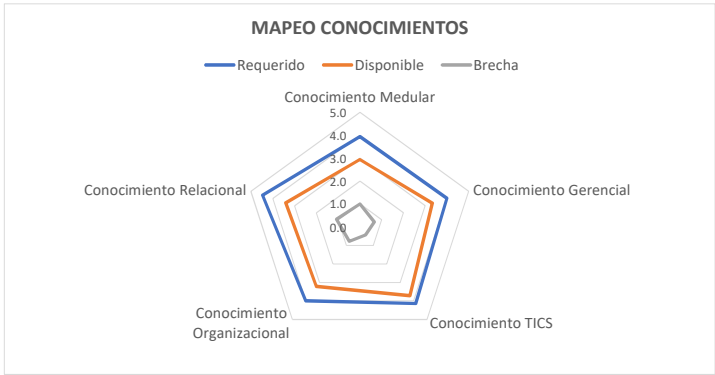 MAPEO CONOCIMIENTOS
Requerido Disponible Brecha
Conocimiento Medular
5.0
4.0
3.0
2.0
1.0
0.0
Conocimiento Relacional
Conocimiento Gerencial
Conocimiento
Organizacional
Conocimiento TICS